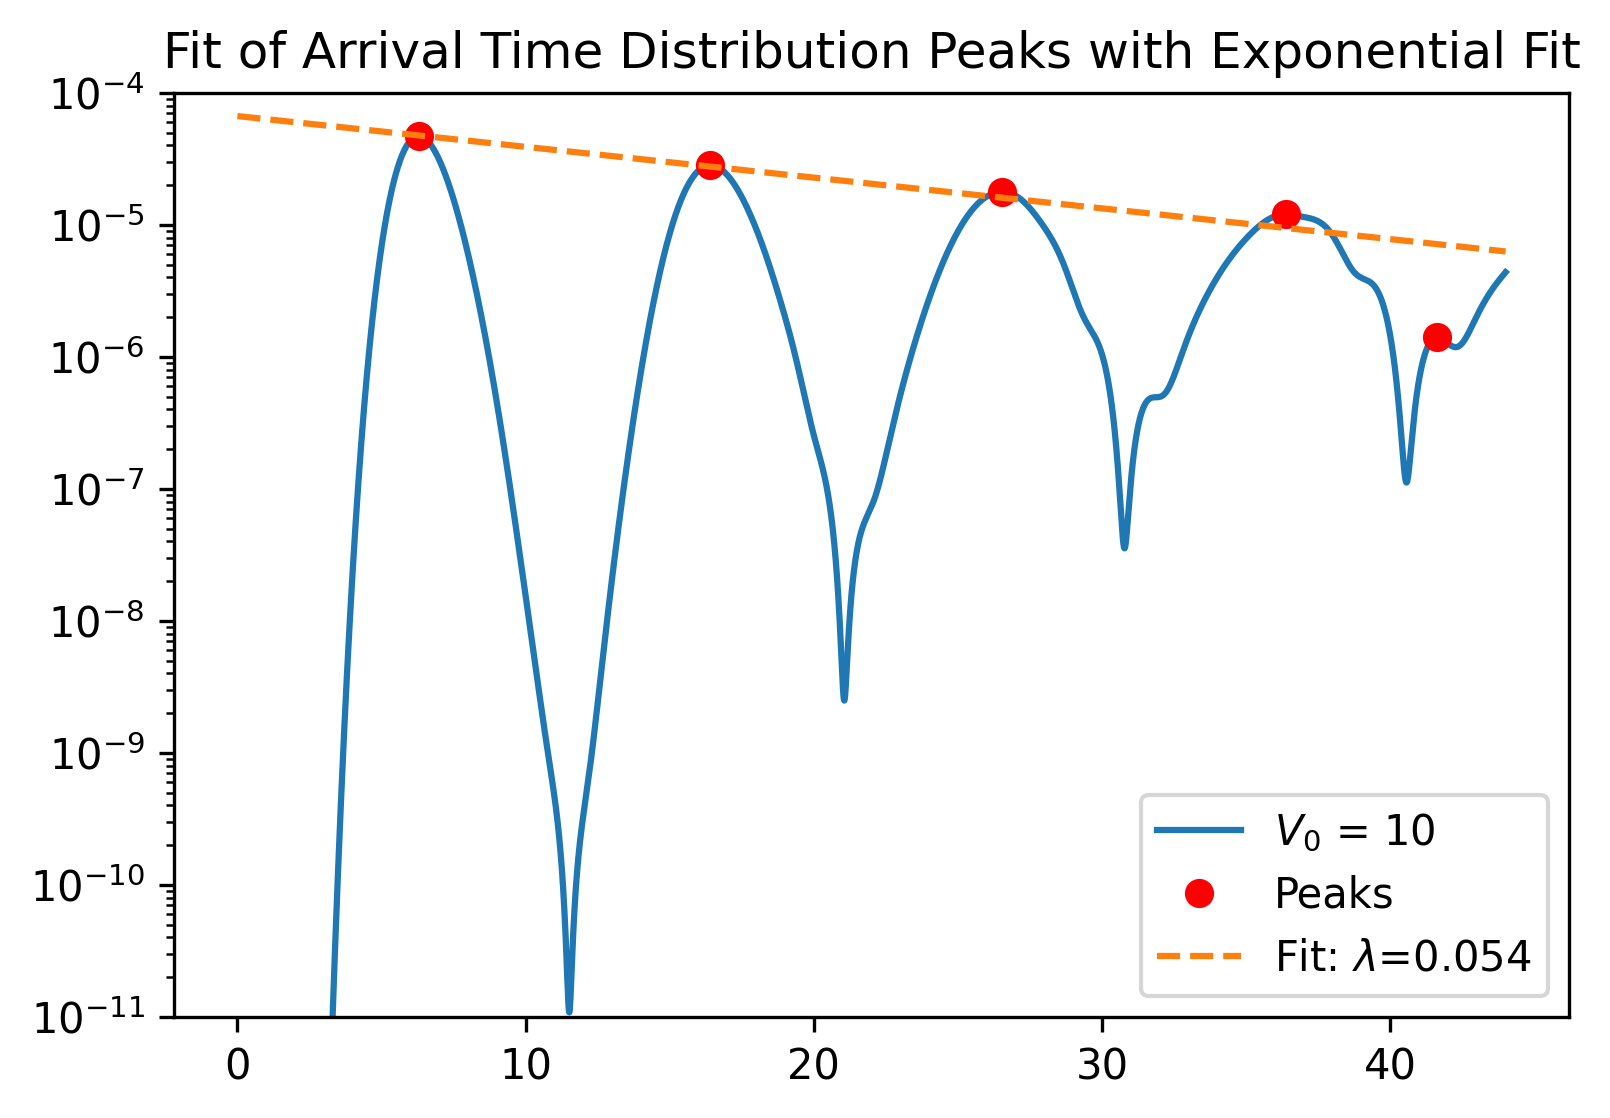 Fit of Arrival Time Distribution Peaks with Exponential Fit
10⁻⁴
10⁻⁵
10⁻⁶
10⁻⁷
10⁻⁸
10⁻⁹
10⁻¹⁰
10⁻¹¹
V₀ = 10
Peaks
Fit: λ=0.054
0 10 20 30 40